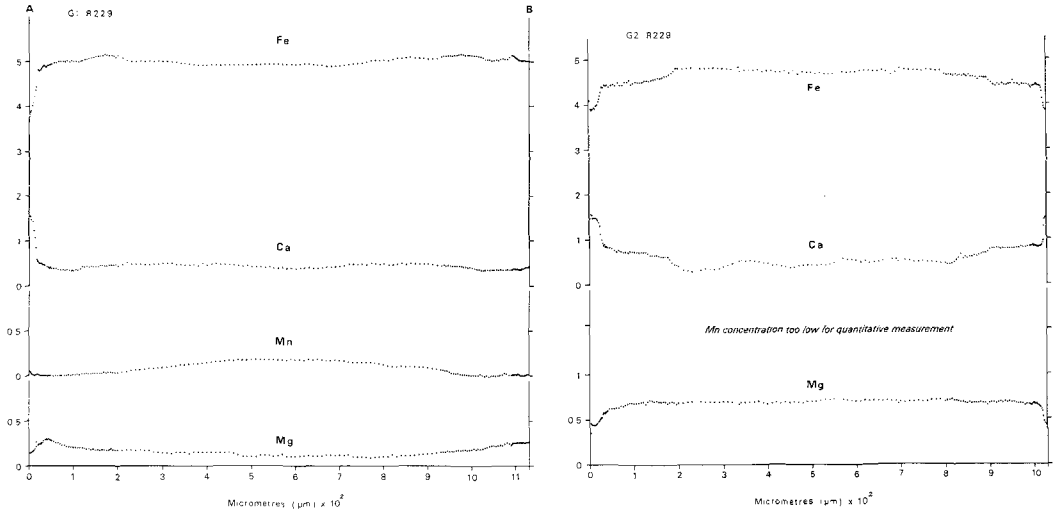 A
G1 R229
B
Fe
5
4
3
2
1
0
Ca
0 5
0
Mn
0 5
0
Mg
0 1 2 3 4 5 6 7 8 9 10 11
Micrometres (μm) x 10²
G2 R229
5
4
3
2
1
0
Fe
Ca
Mn concentration too low for quantitative measurement
1
0 5
0
Mg
0 1 2 3 4 5 6 7 8 9 10
Micrometres (μm) x 10²